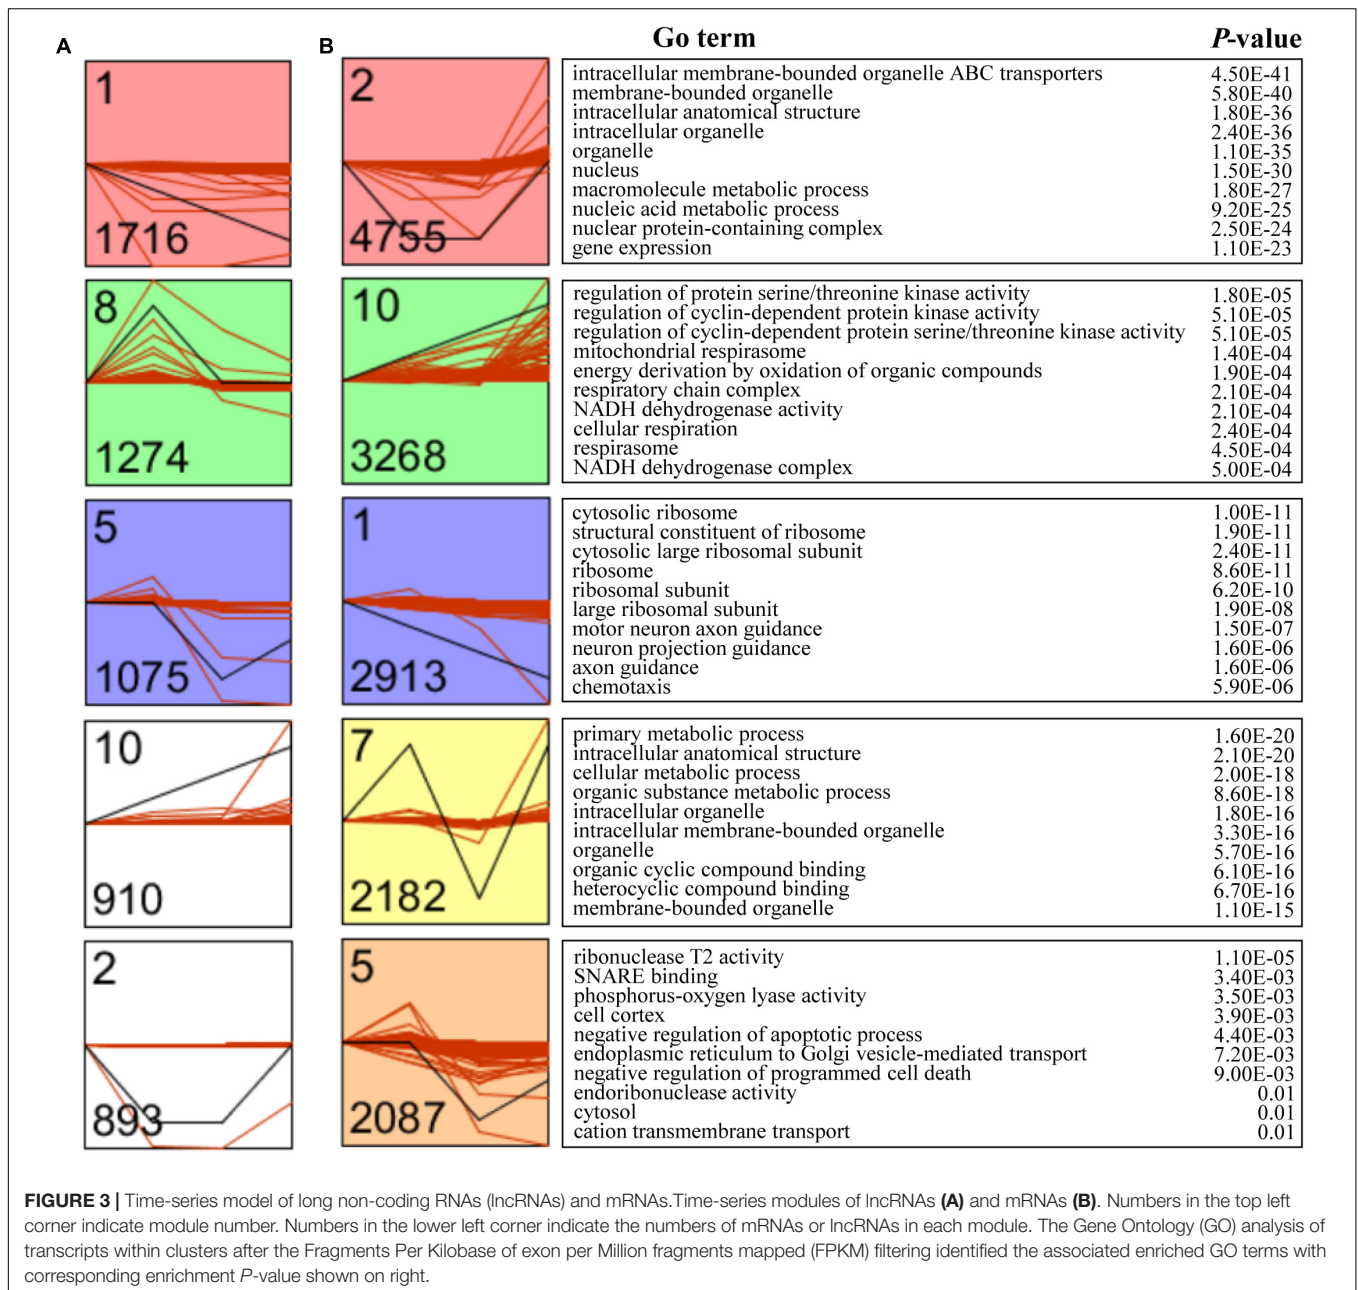 A
B
Go term
P-value
1
1716
2
4755
intracellular membrane-bounded organelle ABC transporters 4.50E-41
membrane-bounded organelle 5.80E-40
intracellular anatomical structure 1.80E-36
intracellular organelle 2.40E-36
organelle 1.10E-35
nucleus 1.50E-30
macromolecule metabolic process 1.80E-27
nucleic acid metabolic process 9.20E-25
nuclear protein-containing complex 2.50E-24
gene expression 1.10E-23
8
1274
10
3268
regulation of protein serine/threonine kinase activity 1.80E-05
regulation of cyclin-dependent protein kinase activity 5.10E-05
regulation of cyclin-dependent protein serine/threonine kinase activity 5.10E-05
mitochondrial respirasome 1.40E-04
energy derivation by oxidation of organic compounds 1.90E-04
respiratory chain complex 2.10E-04
NADH dehydrogenase activity 2.10E-04
cellular respiration 2.40E-04
respirasome 4.50E-04
NADH dehydrogenase complex 5.00E-04
5
1075
1
2913
cytosolic ribosome 1.00E-11
structural constituent of ribosome 1.90E-11
cytosolic large ribosomal subunit 2.40E-11
ribosome 8.60E-11
ribosomal subunit 6.20E-10
large ribosomal subunit 1.90E-08
motor neuron axon guidance 1.50E-07
neuron projection guidance 1.60E-06
axon guidance 1.60E-06
chemotaxis 5.90E-06
10
910
7
2182
primary metabolic process 1.60E-20
intracellular anatomical structure 2.10E-20
cellular metabolic process 2.00E-18
organic substance metabolic process 8.60E-18
intracellular organelle 1.80E-16
intracellular membrane-bounded organelle 3.30E-16
organelle 5.70E-16
organic cyclic compound binding 6.10E-16
heterocyclic compound binding 6.70E-16
membrane-bounded organelle 1.10E-15
2
893
5
2087
ribonuclease T2 activity 1.10E-05
SNARE binding 3.40E-03
phosphorus-oxygen lyase activity 3.50E-03
cell cortex 3.90E-03
negative regulation of apoptotic process 4.40E-03
endoplasmic reticulum to Golgi vesicle-mediated transport 7.20E-03
negative regulation of programmed cell death 9.00E-03
endoribonuclease activity 0.01
cytosol 0.01
cation transmembrane transport 0.01
FIGURE 3 | Time-series model of long non-coding RNAs (lncRNAs) and mRNAs.Time-series modules of lncRNAs (A) and mRNAs (B). Numbers in the top left
corner indicate module number. Numbers in the lower left corner indicate the numbers of mRNAs or lncRNAs in each module. The Gene Ontology (GO) analysis of
transcripts within clusters after the Fragments Per Kilobase of exon per Million fragments mapped (FPKM) filtering identified the associated enriched GO terms with
corresponding enrichment P-value shown on right.